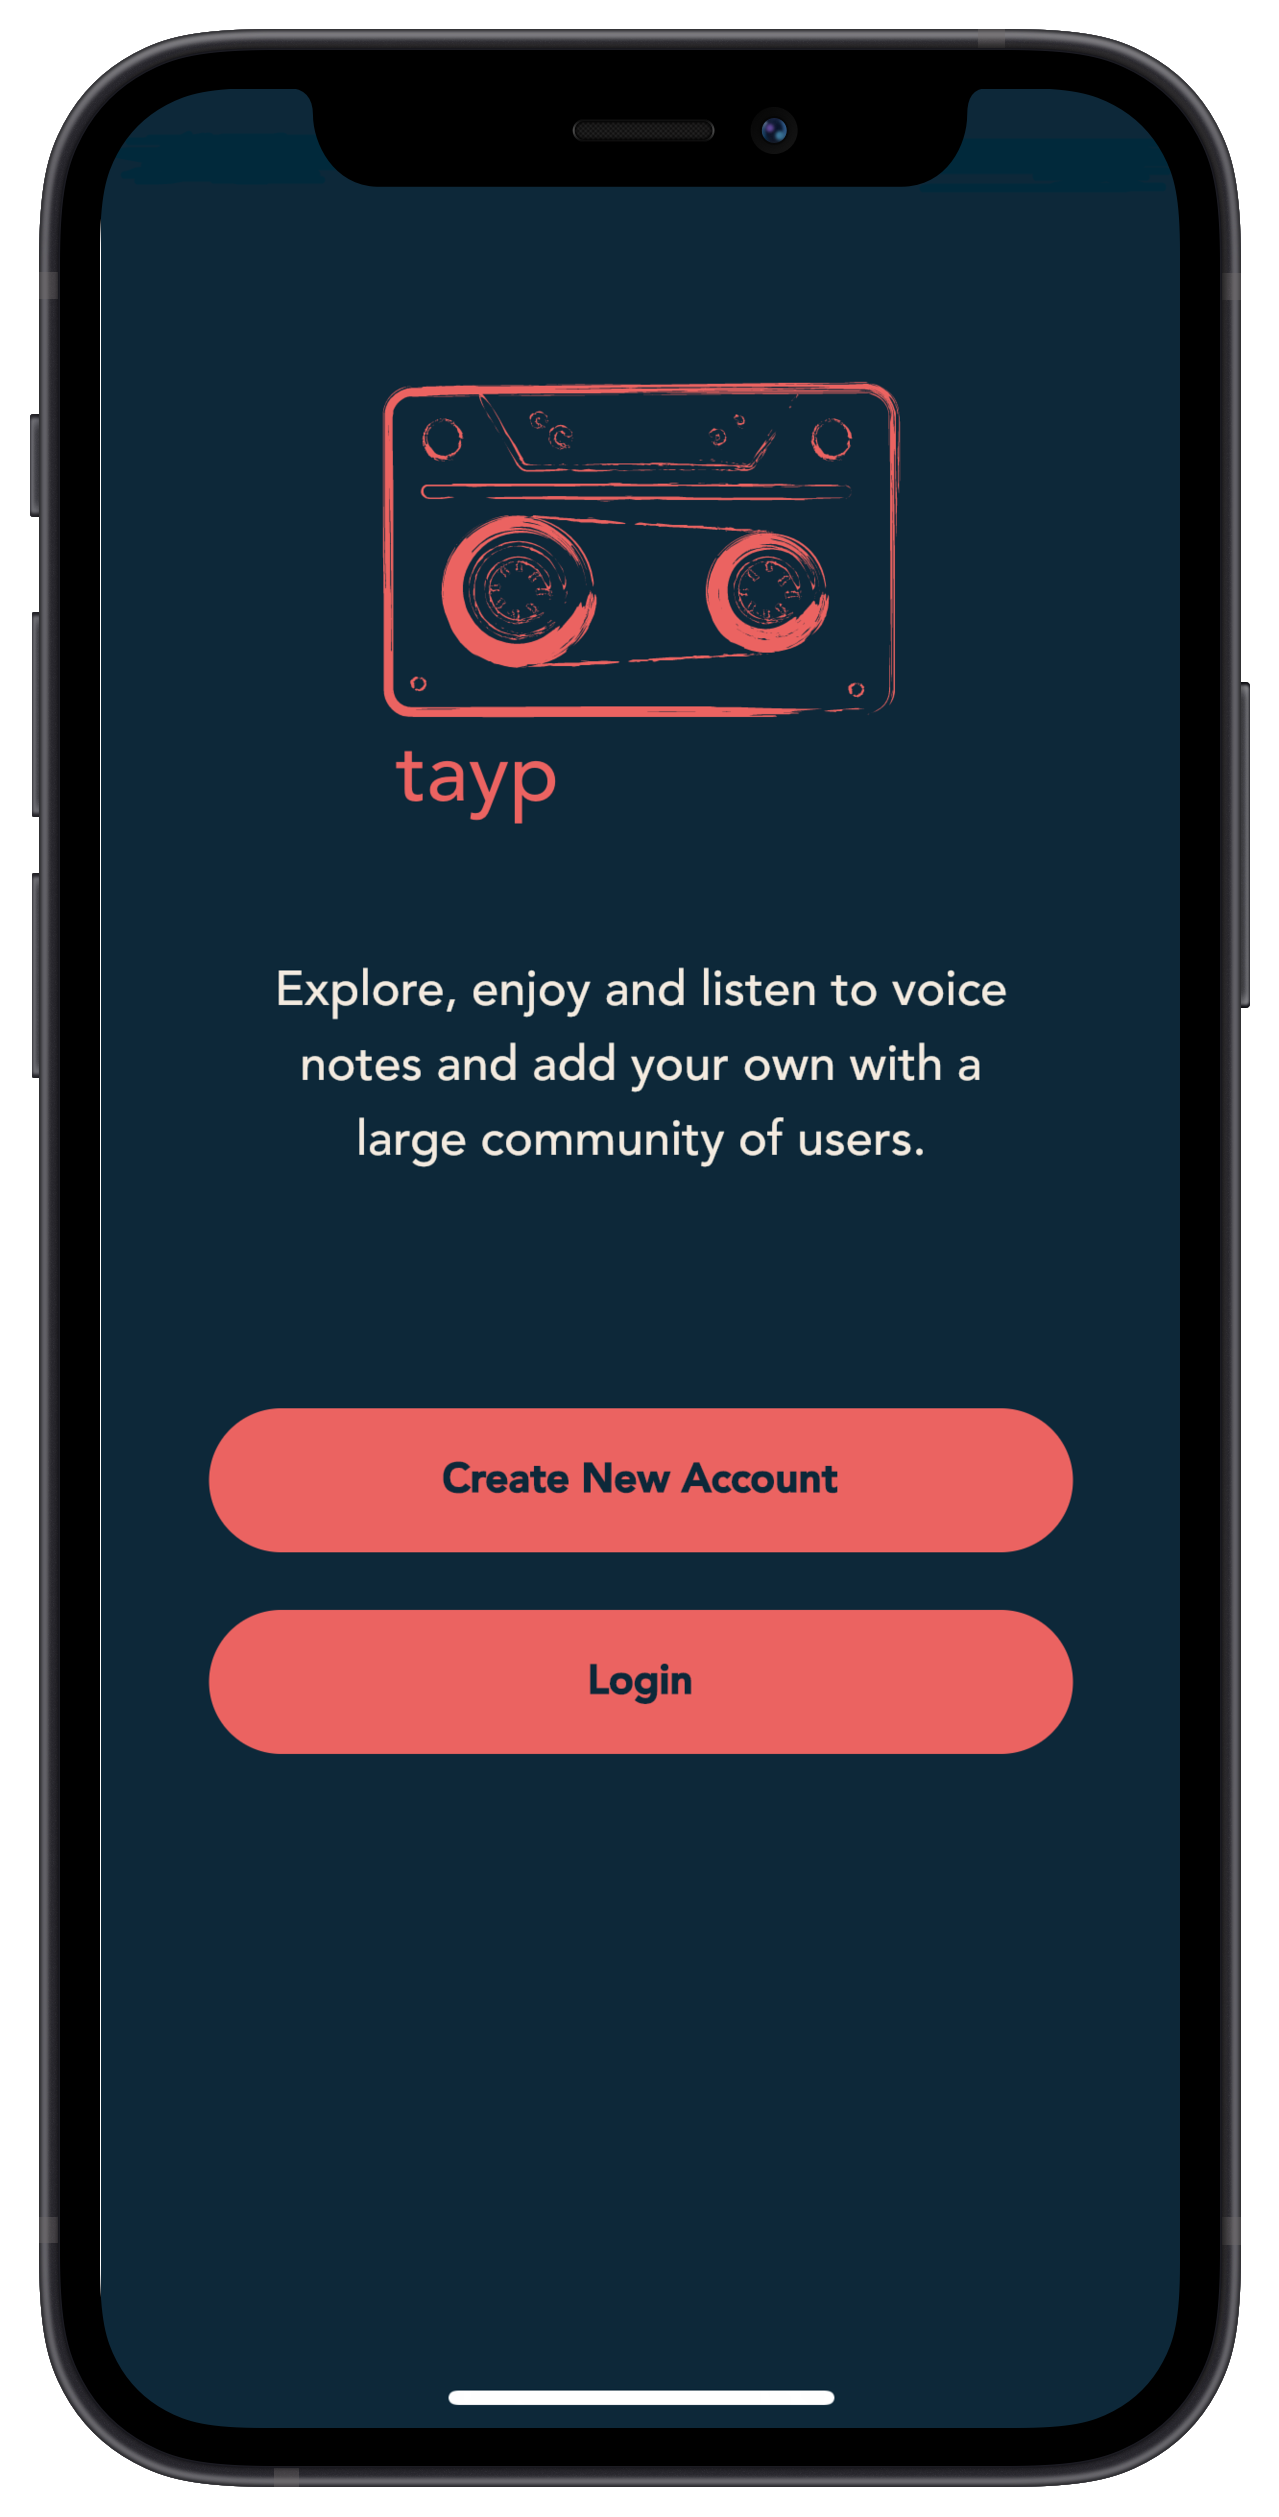 tayp
Explore, enjoy and listen to voice
notes and add your own with a
large community of users.
Create New Account
Login